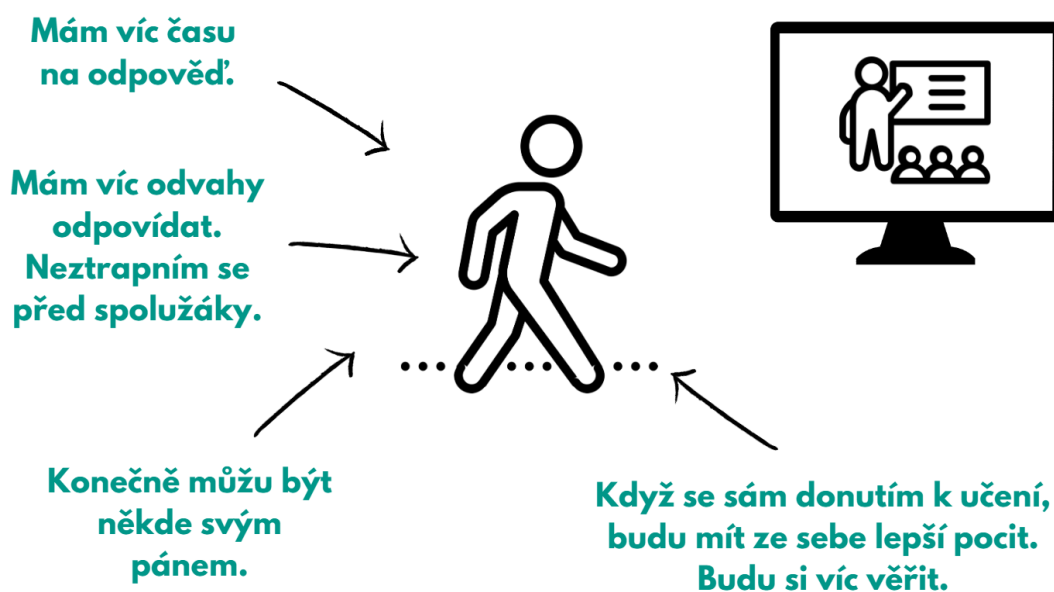 Mám víc času
na odpověď.
Mám víc odvahy
odpovídat.
Neztrapním se
před spolužáky.
Konečně můžu být
někde svým
pánem.
Když se sám donutím k učení,
budu mít ze sebe lepší pocit.
Budu si víc věřit.